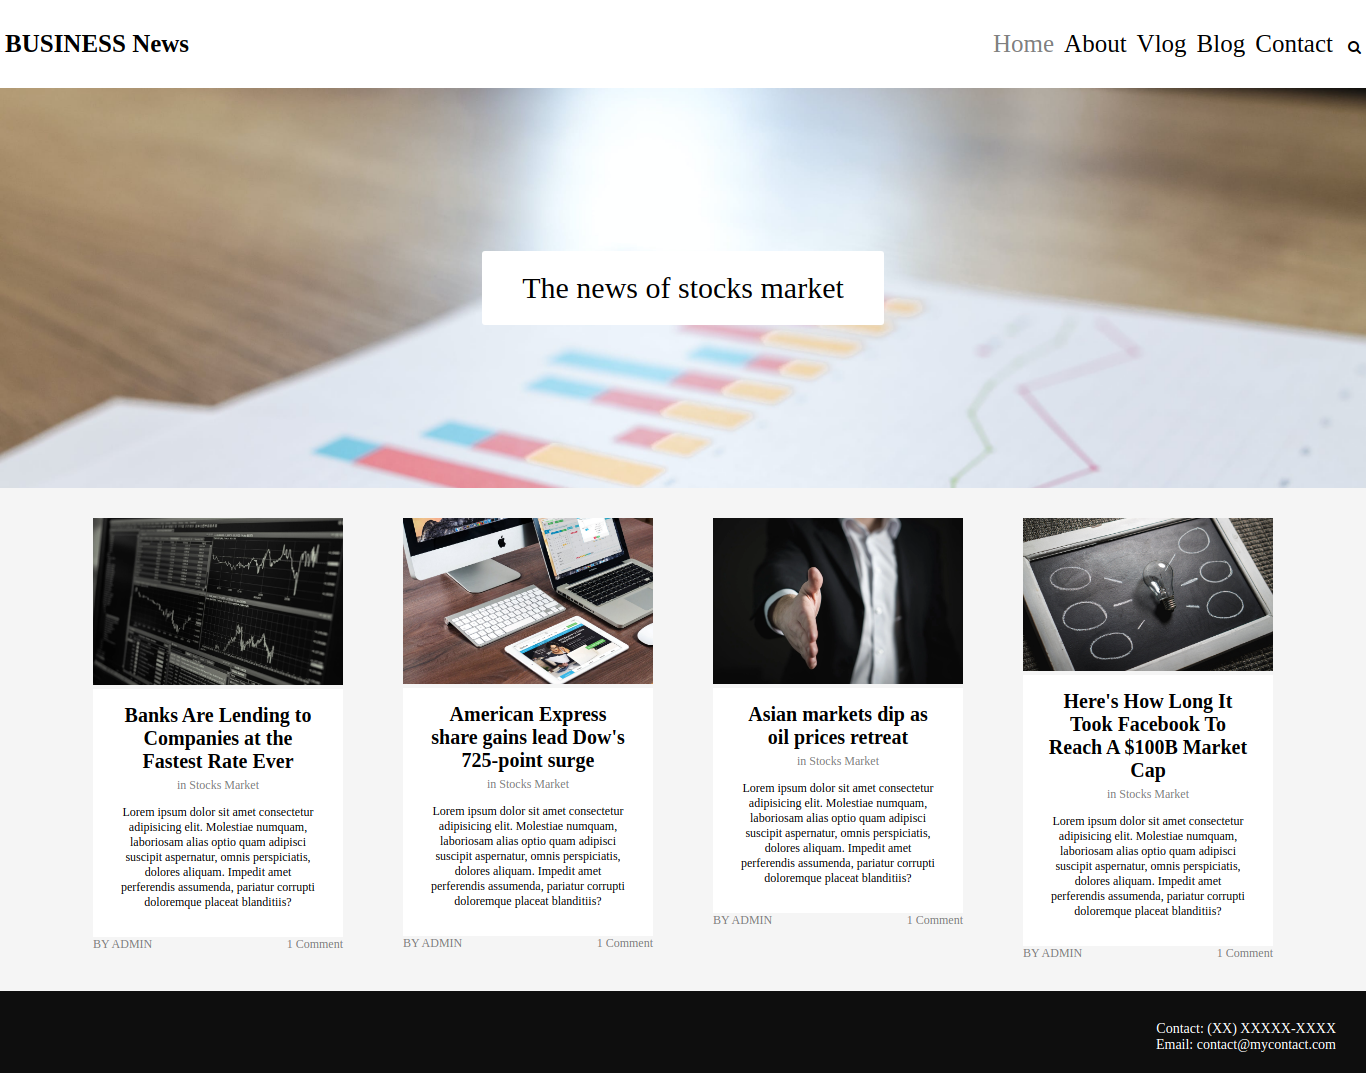 BUSINESS News
Home About Vlog Blog Contact
The news of stocks market
Banks Are Lending to
Companies at the
Fastest Rate Ever
in Stocks Market
Lorem ipsum dolor sit amet consectetur
adipisicing elit. Molestiae numquam,
laboriosam alias optio quam adipisci
suscipit aspernatur, omnis perspiciatis,
dolores aliquam. Impedit amet
perferendis assumenda, pariatur corrupti
doloremque placeat blanditiis?
BY ADMIN 1 Comment
American Express
share gains lead Dow's
725-point surge
in Stocks Market
Lorem ipsum dolor sit amet consectetur
adipisicing elit. Molestiae numquam,
laboriosam alias optio quam adipisci
suscipit aspernatur, omnis perspiciatis,
dolores aliquam. Impedit amet
perferendis assumenda, pariatur corrupti
doloremque placeat blanditiis?
BY ADMIN 1 Comment
Asian markets dip as
oil prices retreat
in Stocks Market
Lorem ipsum dolor sit amet consectetur
adipisicing elit. Molestiae numquam,
laboriosam alias optio quam adipisci
suscipit aspernatur, omnis perspiciatis,
dolores aliquam. Impedit amet
perferendis assumenda, pariatur corrupti
doloremque placeat blanditiis?
BY ADMIN 1 Comment
Here's How Long It
Took Facebook To
Reach A $100B Market
Cap
in Stocks Market
Lorem ipsum dolor sit amet consectetur
adipisicing elit. Molestiae numquam,
laboriosam alias optio quam adipisci
suscipit aspernatur, omnis perspiciatis,
dolores aliquam. Impedit amet
perferendis assumenda, pariatur corrupti
doloremque placeat blanditiis?
BY ADMIN 1 Comment
Contact: (XX) XXXXX-XXXX
Email: contact@mycontact.com